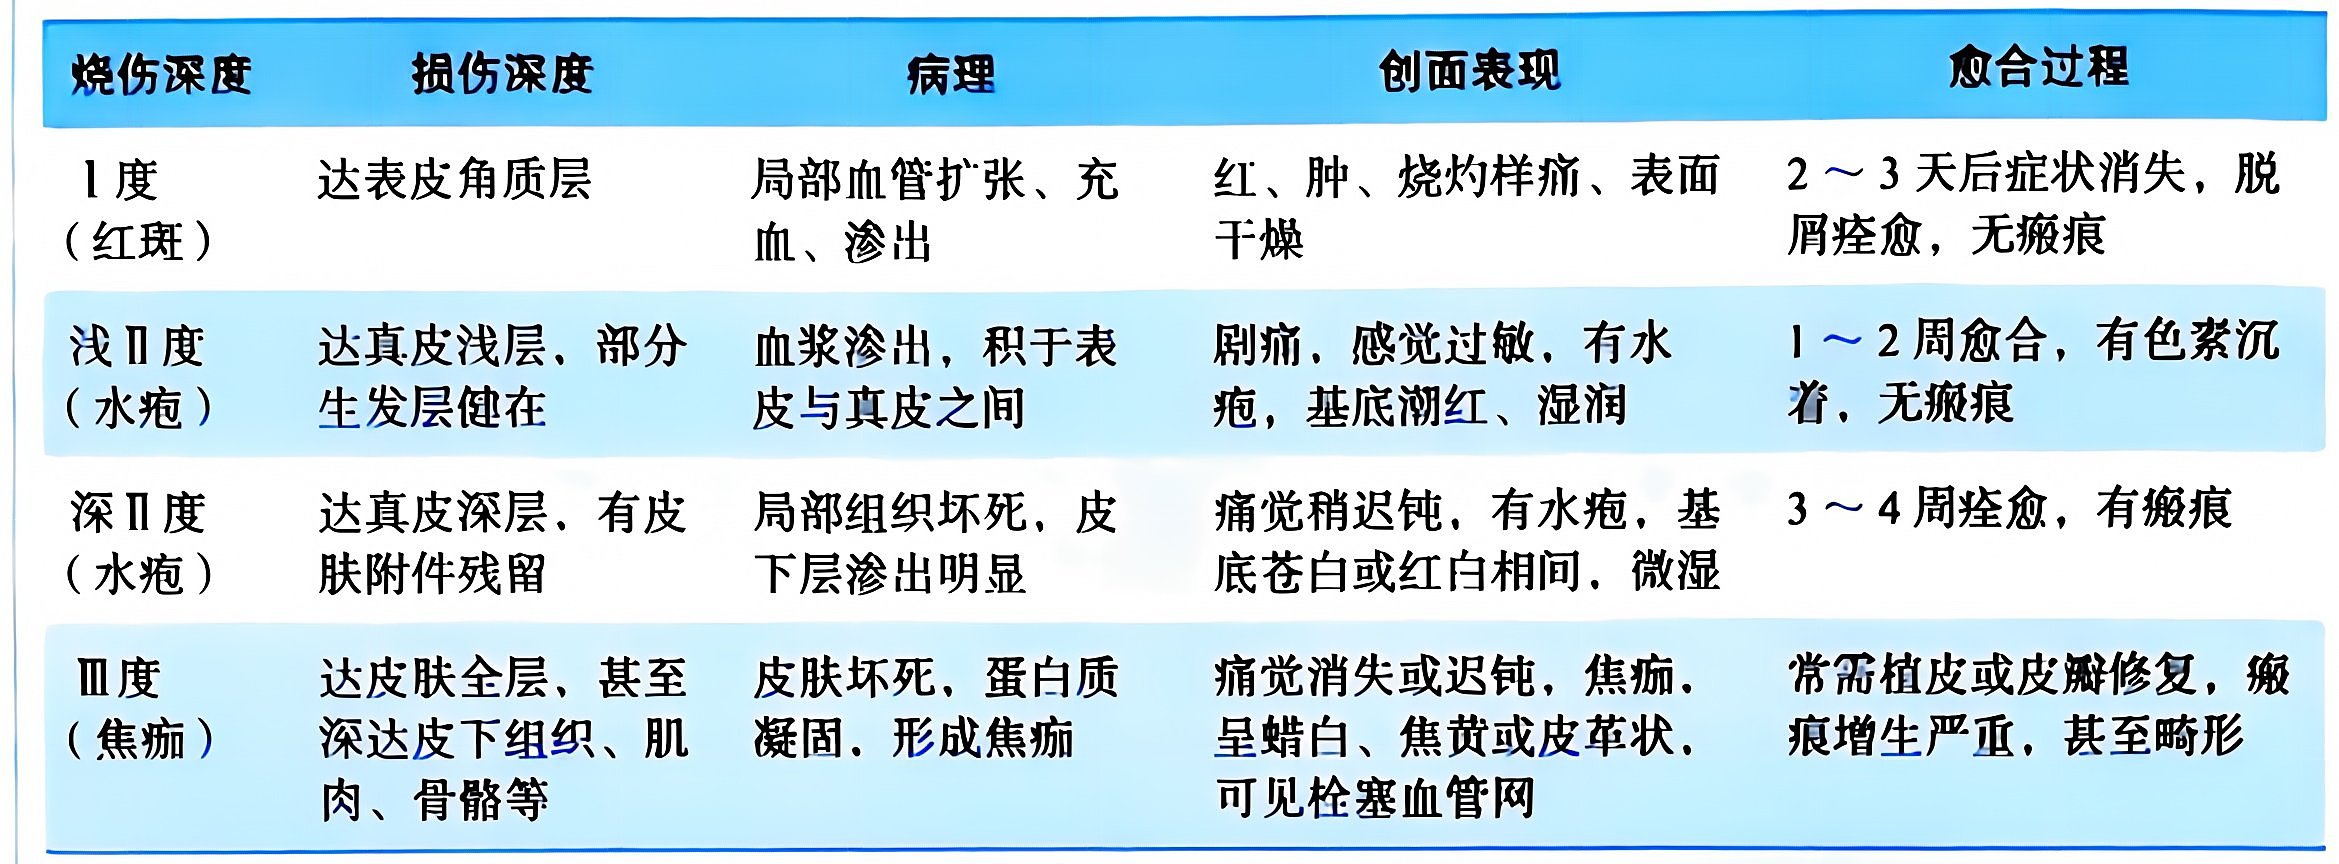 烧伤深度 损伤深度 病理 创面表现 愈合过程
Ⅰ度 达表皮角质层 局部血管扩张、充 红、肿、烧灼样痛、表面 2～3天后症状消失，脱
（红斑） 血、渗出 干燥 屑痊愈，无瘢痕
浅Ⅱ度 达真皮浅层，部分 血浆渗出，积于表 剧痛，感觉过敏，有水 1～2周愈合，有色素沉
（水疱） 生发层健在 皮与真皮之间 疱，基底潮红、湿润 着，无瘢痕
深Ⅱ度 达真皮深层，有皮 局部组织坏死，皮 痛觉稍迟钝，有水疱，基 3～4周痊愈，有瘢痕
（水疱） 肤附件残留 下层渗出明显 底苍白或红白相间，微湿
Ⅲ度 达皮肤全层，甚至 皮肤坏死，蛋白质 痛觉消失或迟钝，焦痂， 常需植皮或皮瓣修复，瘢
（焦痂） 深达皮下组织、肌 凝固，形成焦痂 呈蜡白、焦黄或皮革状， 痕增生严重，甚至畸形
肉、骨骼等 可见栓塞血管网